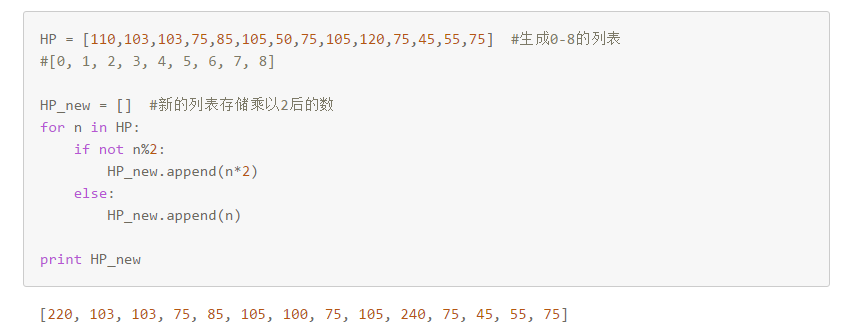 HP = [110,103,103,75,85,105,50,75,105,120,75,45,55,75]  #生成0-8的列表
#[0, 1, 2, 3, 4, 5, 6, 7, 8]
HP_new = []  #新的列表存储乘以2后的数
for n in HP:
    if not n%2:
        HP_new.append(n*2)
    else:
        HP_new.append(n)
print HP_new
[220, 103, 103, 75, 85, 105, 100, 75, 105, 240, 75, 45, 55, 75]